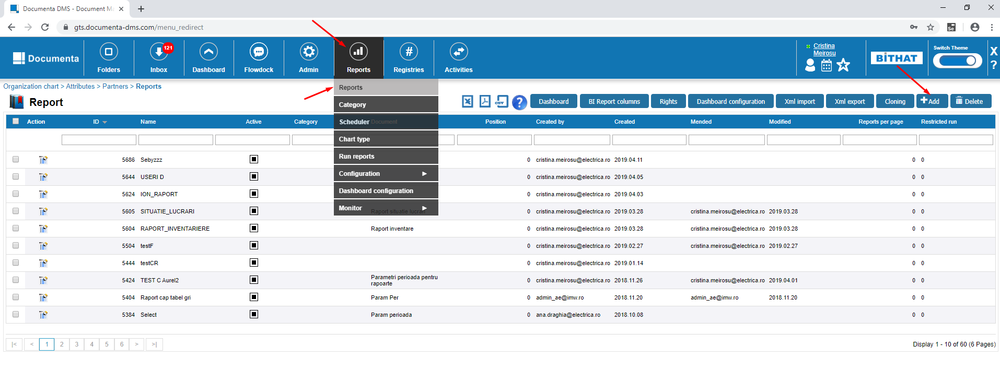 Documenta DMS - Document Ma
gts.documenta-dms.com/menu_redirect
Se
Documenta
Folders
121
Inbox
Dashboard
Flowdock
Admin
Reports
#
Registries
Activities
Cristina
Meirosu
BITHAT
Switch Theme
X
?
Organization chart > Attributes > Partners > Reports
Report
CSV
?
Dashboard
BI Report columns
Rights
Dashboard configuration
Xml import
Xml export
Cloning
Add
Delete
Reports
Category
Scheduler
Chart type
Run reports
Configuration
Dashboard configuration
Monitor
Action ID Name Active Category Document Position Created by Created Mended Modified Reports per page Restricted run
5686 Sebyzzz 0 cristina.meirosu@electrica.ro 2019.04.11 0 0
5644 USERI D 0 cristina.meirosu@electrica.ro 2019.04.05 0 0
5624 ION_RAPORT 0 cristina.meirosu@electrica.ro 2019.04.03 0 0
5605 SITUATIE_LUCRARI Raport situatie lucrari 0 cristina.meirosu@electrica.ro 2019.03.28 cristina.meirosu@electrica.ro 2019.03.28 0 0
5604 RAPORT_INVENTARIERE Raport inventare 0 cristina.meirosu@electrica.ro 2019.03.28 cristina.meirosu@electrica.ro 2019.03.28 0 0
5504 testF 0 cristina.meirosu@electrica.ro 2019.02.27 cristina.meirosu@electrica.ro 2019.02.27 0 0
5444 testCR 0 cristina.meirosu@electrica.ro 2019.01.14 0 0
5424 TEST C Aurel2 Parametri perioada pentru
rapoarte 0 cristina.meirosu@electrica.ro 2018.11.26 cristina.meirosu@electrica.ro 2019.04.01 0 0
5404 Raport cap tabel gri Param Per 0 admin_ae@imw.ro 2018.11.20 admin_ae@imw.ro 2018.11.20 0 0
5384 Select Param perioada 0 ana.draghia@electrica.ro 2018.10.08 0 0
|< < 1 2 3 4 5 6 > >|
Display 1 - 10 of 60 (6 Pages)